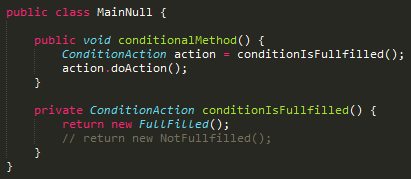 public class MainNull {
public void conditionalMethod() {
ConditionAction action = conditionIsFullfilled();
action.doAction();
}
private ConditionAction conditionIsFullfilled() {
return new FullFilled();
// return new NotFullfilled();
}
}